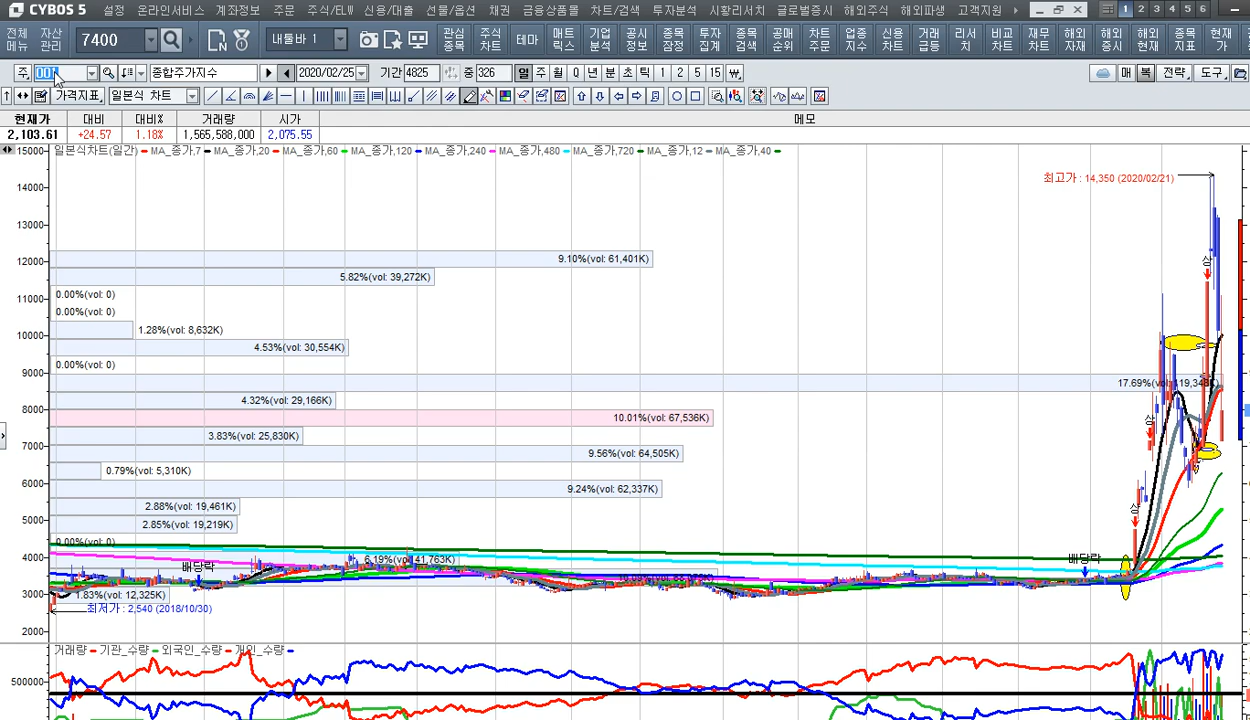 CYBOS 5 설정 온라인서비스 계좌정보 주문 주식/ELW 신용/대출 선물/옵션 채권 금융상품몰 차트/검색 투자분석 시황리서치 글로벌증시 해외주식 해외파생 고객지원 1 2 3 4 5 6
전체메뉴 자산관리 7400 내툴바 1 관심종목 주식차트 테마 매트릭스 기업분석 공시정보 종목잠정 투자집계 종목검색 공매순위 차트주문 업종지수 신용차트 거래급등 리서치 비교차트 재무차트 해외자재 해외증시 해외현재 종목지표 현재가
주, 001 종합주가지수 2020/02/25 기간 4825 중 326 일 주 월 Q 년 분 초 틱 1 2 5 15 ₩ 매 복 전략, 도구,
가격지표, 일본식 차트
현재가 대비 대비% 거래량 시가 메모
2,103.61 +24.57 1.18% 1,565,588,000 2,075.55
15000 일본식차트(일간) MA_종가,7 MA_종가,20 MA_종가,60 MA_종가,120 MA_종가,240 MA_종가,480 MA_종가,720 MA_종가,12 MA_종가,40
최고가 : 14,350 (2020/02/21)
14000
13000
9.10%(vol: 61,401K)
12000
상
5.82%(vol: 39,272K)
0.00%(vol: 0)
11000
0.00%(vol: 0)
1.28%(vol: 8,632K)
10000
4.53%(vol: 30,554K)
0.00%(vol: 0)
9000
17.69%(vol: 119,343K)
4.32%(vol: 29,166K)
8000
10.01%(vol: 67,536K)
상
3.83%(vol: 25,830K)
7000
9.56%(vol: 64,505K)
0.79%(vol: 5,310K)
6000
9.24%(vol: 62,337K)
2.88%(vol: 19,461K)
상
5000
2.85%(vol: 19,219K)
0.00%(vol: 0)
4000
6.19%(vol: 41,763K)
배당락
배당락
3000
1.83%(vol: 12,325K)
최저가 : 2,540 (2018/10/30)
2000
거래량 기관_수량 외국인_수량 개인_수량
500000